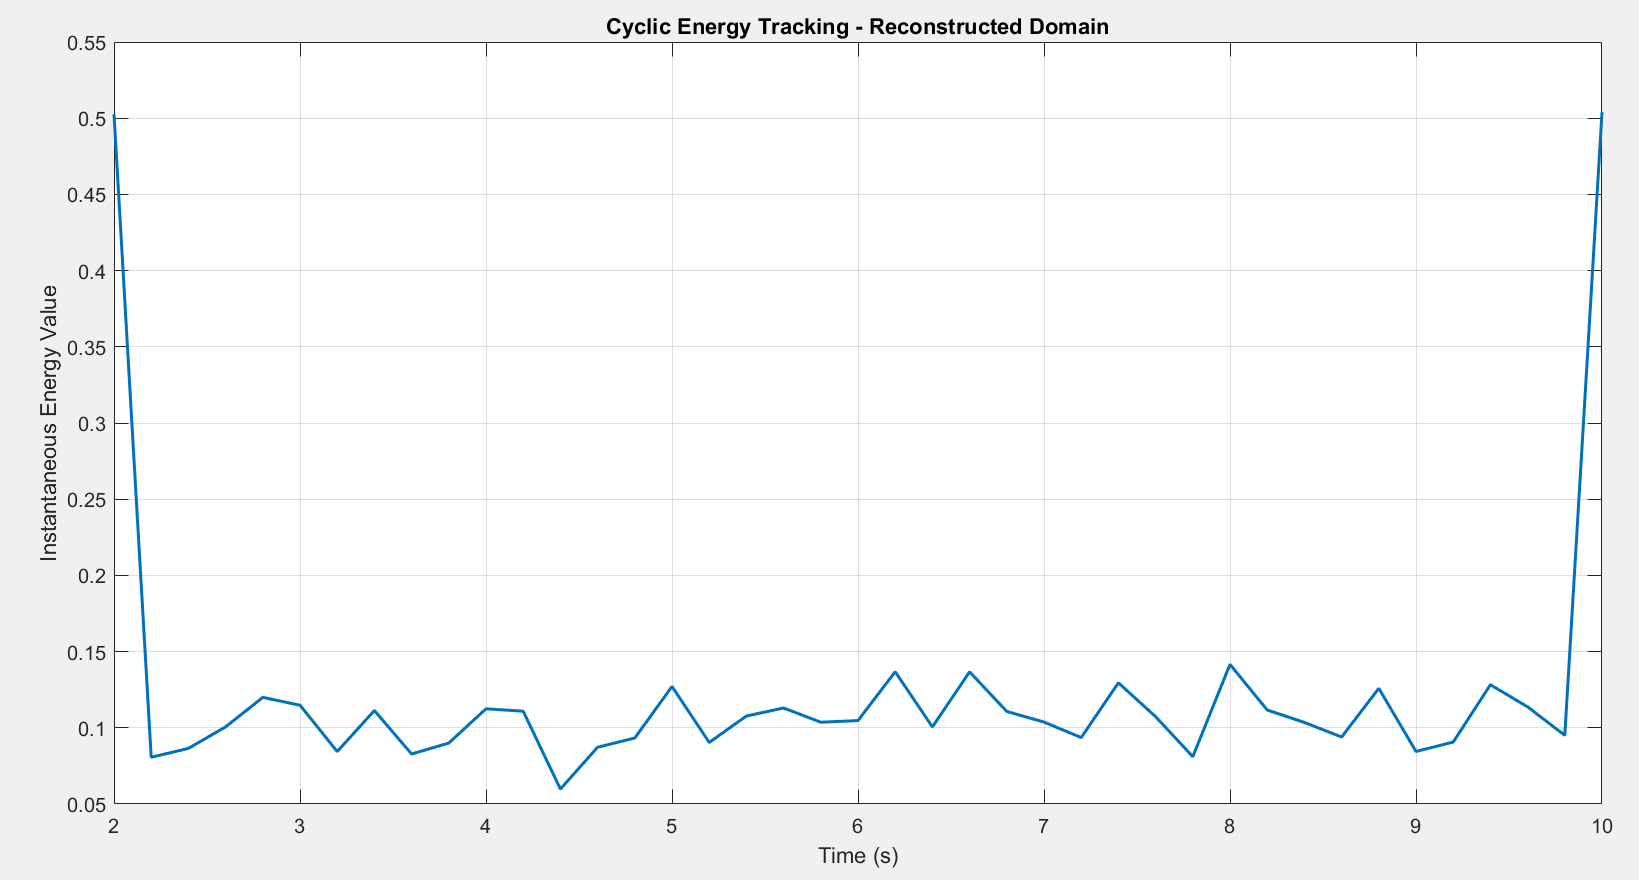 Cyclic Energy Tracking - Reconstructed Domain
0.55
0.5
0.45
0.4
0.35
0.3
0.25
0.2
0.15
0.1
0.05
Instantaneous Energy Value
2 3 4 5 6 7 8 9 10
Time (s)